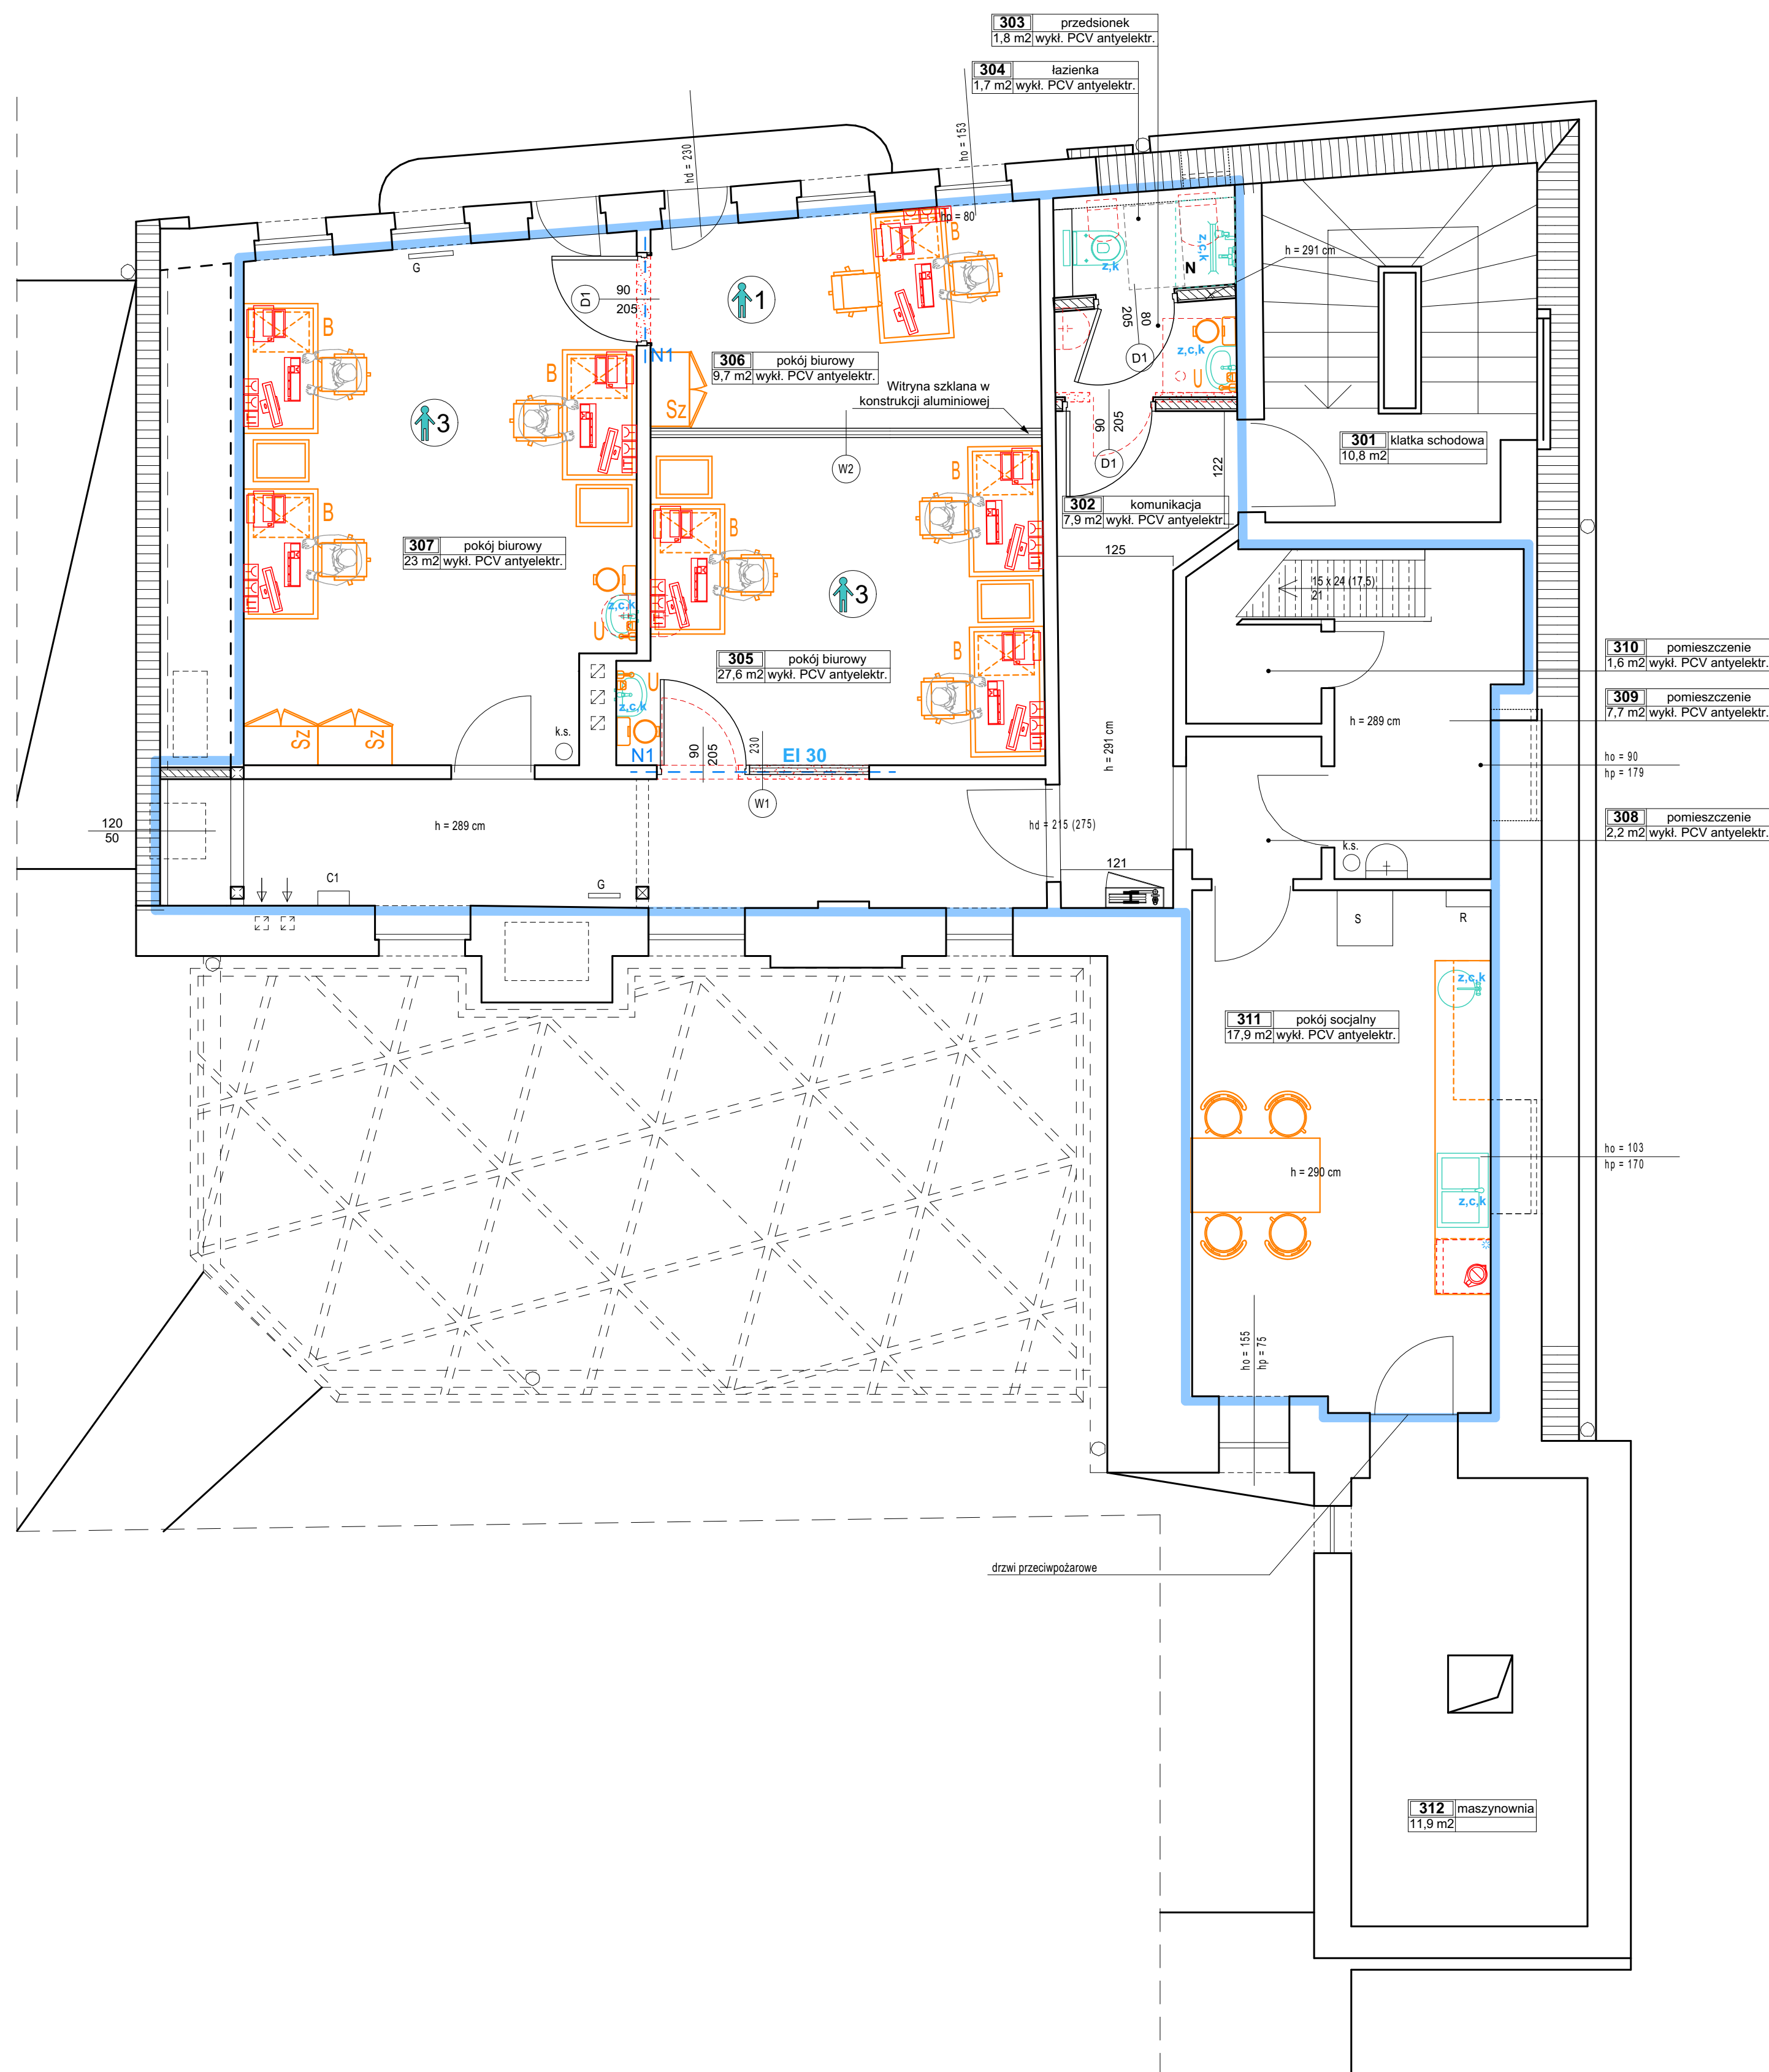 303 przedsionek
1,8 m2 wykł. PCV antyelektr.
304 łazienka
1,7 m2 wykł. PCV antyelektr.
hd = 230
ho = 153
hp = 80
B
G
z,k
z,c,k
N
h = 291 cm
D1
90
205
1
N1
306 pokój biurowy
9,7 m2 wykł. PCV antyelektr.
Witryna szklana w
konstrukcji aluminiowej
Sz
80
205
D1
z,c,k
U
B
B
3
90
205
D1
W2
122
301 klatka schodowa
10,8 m2
302 komunikacja
7,9 m2 wykł. PCV antyelektr.
B
B
B
307 pokój biurowy
23 m2 wykł. PCV antyelektr.
125
15 x 24 (17,5)
21
3
z,c,k
U
B
305 pokój biurowy
27,6 m2 wykł. PCV antyelektr.
310 pomieszczenie
1,6 m2 wykł. PCV antyelektr.
309 pomieszczenie
7,7 m2 wykł. PCV antyelektr.
h = 289 cm
U
z,c,k
Sz
Sz
k.s.
N1
90
205
230
EI 30
h = 291 cm
ho = 90
hp = 179
W1
120
50
h = 289 cm
hd = 215 (275)
308 pomieszczenie
2,2 m2 wykł. PCV antyelektr.
k.s.
121
C1
G
S
R
z,c,k
311 pokój socjalny
17,9 m2 wykł. PCV antyelektr.
h = 290 cm
ho = 103
hp = 170
z,c,k
ho = 155
hp = 75
drzwi przeciwpożarowe
312 maszynownia
11,9 m2